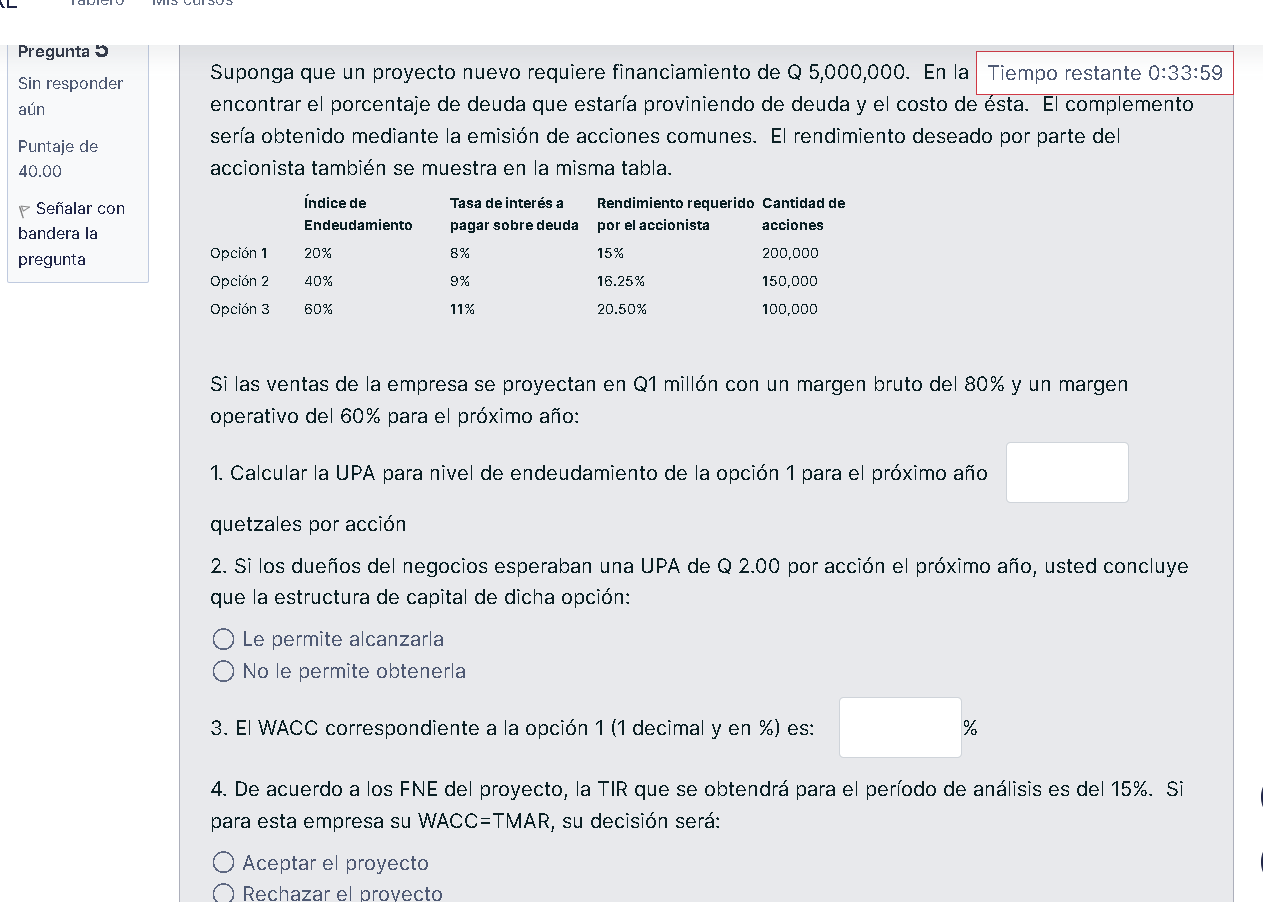 Tablero Mis cursos
Pregunta 5
Sin responder
aún
Puntaje de
40.00
Señalar con
bandera la
pregunta
Tiempo restante 0:33:59
Suponga que un proyecto nuevo requiere financiamiento de Q 5,000,000. En la
encontrar el porcentaje de deuda que estaría proviniendo de deuda y el costo de ésta. El complemento
sería obtenido mediante la emisión de acciones comunes. El rendimiento deseado por parte del
accionista también se muestra en la misma tabla.
Índice de Tasa de interés a Rendimiento requerido Cantidad de
Endeudamiento pagar sobre deuda por el accionista acciones
Opción 1 20% 8% 15% 200,000
Opción 2 40% 9% 16.25% 150,000
Opción 3 60% 11% 20.50% 100,000
Si las ventas de la empresa se proyectan en Q1 millón con un margen bruto del 80% y un margen
operativo del 60% para el próximo año:
1. Calcular la UPA para nivel de endeudamiento de la opción 1 para el próximo año
quetzales por acción
2. Si los dueños del negocios esperaban una UPA de Q 2.00 por acción el próximo año, usted concluye
que la estructura de capital de dicha opción:
Le permite alcanzarla
No le permite obtenerla
3. El WACC correspondiente a la opción 1 (1 decimal y en %) es: %
4. De acuerdo a los FNE del proyecto, la TIR que se obtendrá para el período de análisis es del 15%. Si
para esta empresa su WACC=TMAR, su decisión será:
Aceptar el proyecto
Rechazar el proyecto